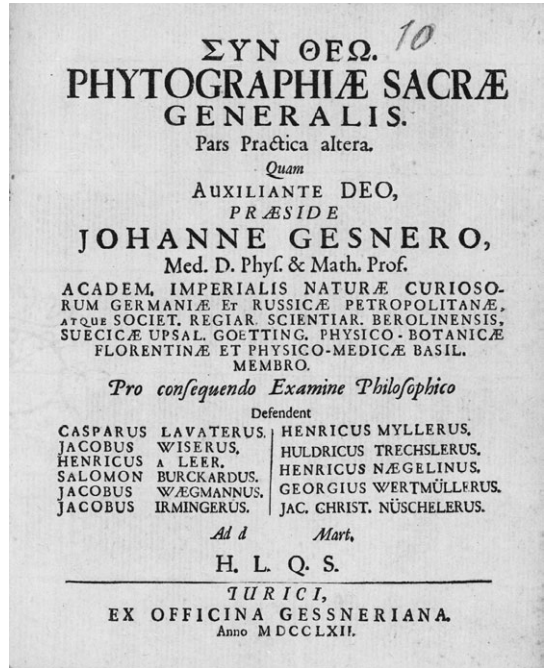 10
ΣΥΝ ΘΕΩ.
PHYTOGRAPHIÆ SACRÆ
GENERALIS.
Pars Practica altera.
Quam
AUXILIANTE DEO,
PRÆSIDE
JOHANNE GESNERO,
Med. D. Phyſ. & Math. Prof.
ACADEM. IMPERIALIS NATURÆ CURIOSO-
RUM GERMANIÆ ET RUSSICÆ PETROPOLITANÆ,
ATQUE SOCIET. REGIAR. SCIENTIAR. BEROLINENSIS,
SUECICÆ UPSAL. GOETTING. PHYSICO-BOTANICÆ
FLORENTINÆ ET PHYSICO-MEDICÆ BASIL.
MEMBRO.
Pro conſequendo Examine Philoſophico
Defendent
CASPARUS LAVATERUS.
JACOBUS WISERUS.
HENRICUS A LEER.
SALOMON BURCKARDUS.
JACOBUS WÆGMANNUS.
JACOBUS IRMINGERUS.
HENRICUS MYLLERUS.
HULDRICUS TRECHSLERUS.
HENRICUS NÆGELINUS.
GEORGIUS WERTMÜLLERUS.
JAC. CHRIST. NÜSCHELERUS.
Ad d Mart.
H. L. Q. S.
TURICI,
EX OFFICINA GESSNERIANA.
Anno MDCCLXII.